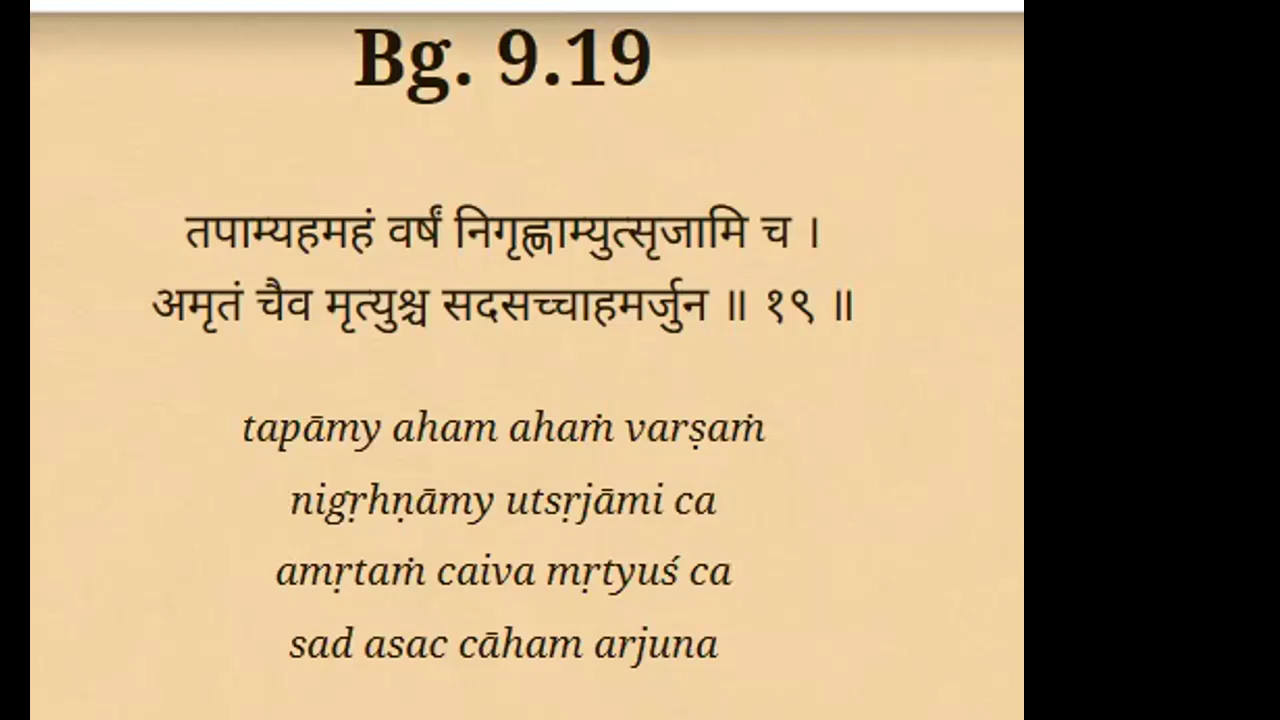 Bg. 9.19
तपाम्यहमहं वर्षं निगृह्णाम्युत्सृजामि च ।
अमृतं चैव मृत्युश्च सदसच्चाहमर्जुन ॥ १९ ॥
tapāmy aham ahaṁ varṣaṁ
nigṛhṇāmy utsṛjāmi ca
amṛtaṁ caiva mṛtyuś ca
sad asac cāham arjuna